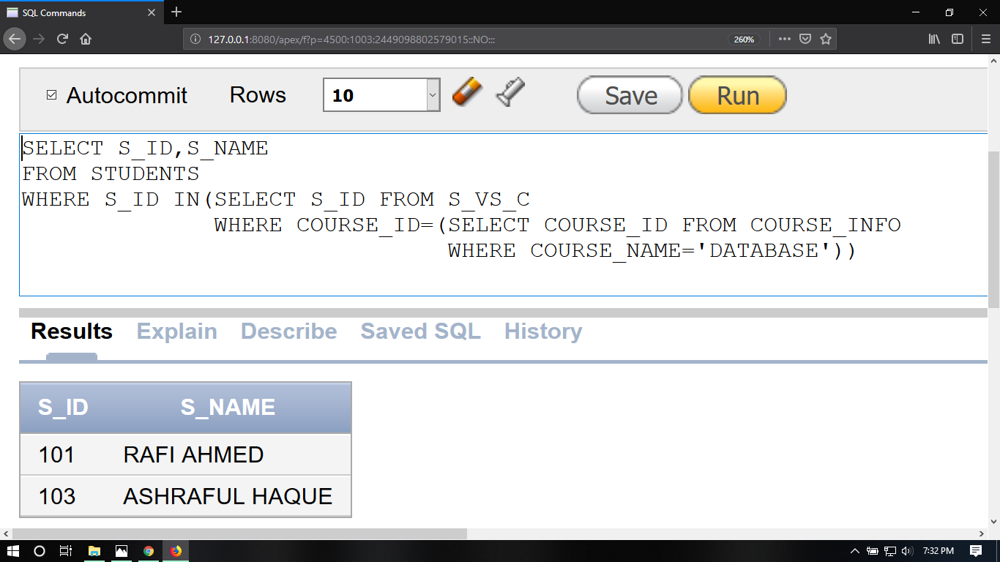 SQL Commands
127.0.0.1:8080/apex/f?p=4500:1003:2449098802579015::NO:::
260%
Autocommit Rows 10 Save Run
SELECT S_ID,S_NAME
FROM STUDENTS
WHERE S_ID IN(SELECT S_ID FROM S_VS_C
WHERE COURSE_ID=(SELECT COURSE_ID FROM COURSE_INFO
WHERE COURSE_NAME='DATABASE'))
Results Explain Describe Saved SQL History
S_ID S_NAME
101 RAFI AHMED
103 ASHRAFUL HAQUE
7:32 PM